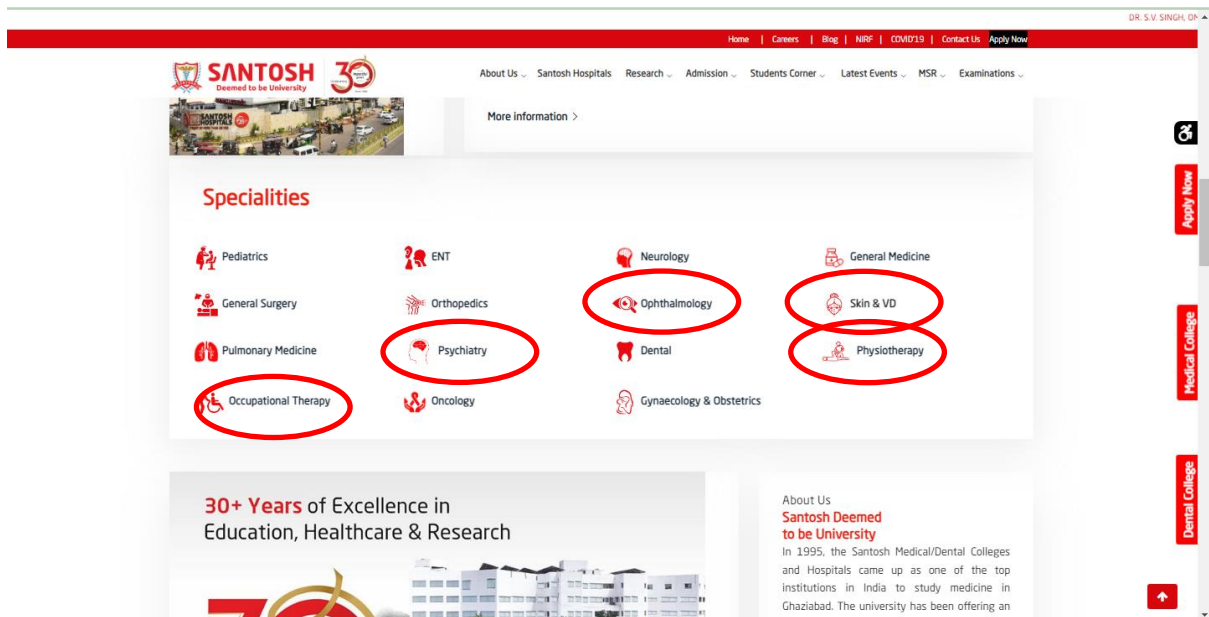 DR. S.V. SINGH, ON
Home | Careers | Blog | NIRF | COVID'19 | Contact Us Apply Now
SANTOSH
Deemed to be University
30
About Us Santosh Hospitals Research Admission Students Corner Latest Events MSR Examinations
SANTOSH
HOSPITALS
More information >
Apply Now
Specialities
Pediatrics ENT Neurology General Medicine
General Surgery Orthopedics Ophthalmology Skin & VD
Pulmonary Medicine Psychiatry Dental Physiotherapy
Occupational Therapy Oncology Gynaecology & Obstetrics
Medical College
Dental College
30+ Years of Excellence in
Education, Healthcare & Research
30
About Us
Santosh Deemed
to be University
In 1995, the Santosh Medical/Dental Colleges
and Hospitals came up as one of the top
institutions in India to study medicine in
Ghaziabad. The university has been offering an